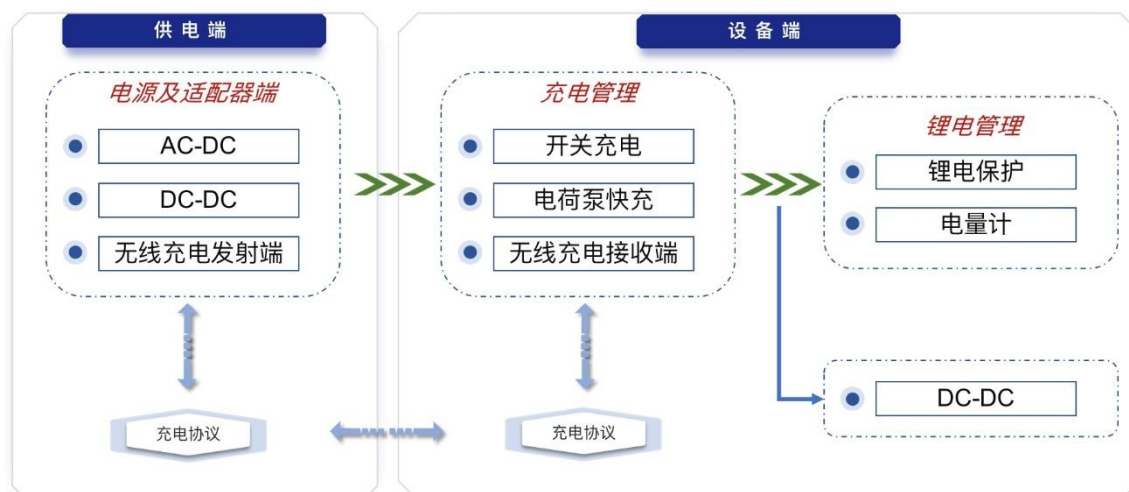 供电端
设备端
电源及适配器端
AC-DC
DC-DC
无线充电发射端
充电协议
充电管理
开关充电
电荷泵快充
无线充电接收端
充电协议
锂电管理
锂电保护
电量计
DC-DC